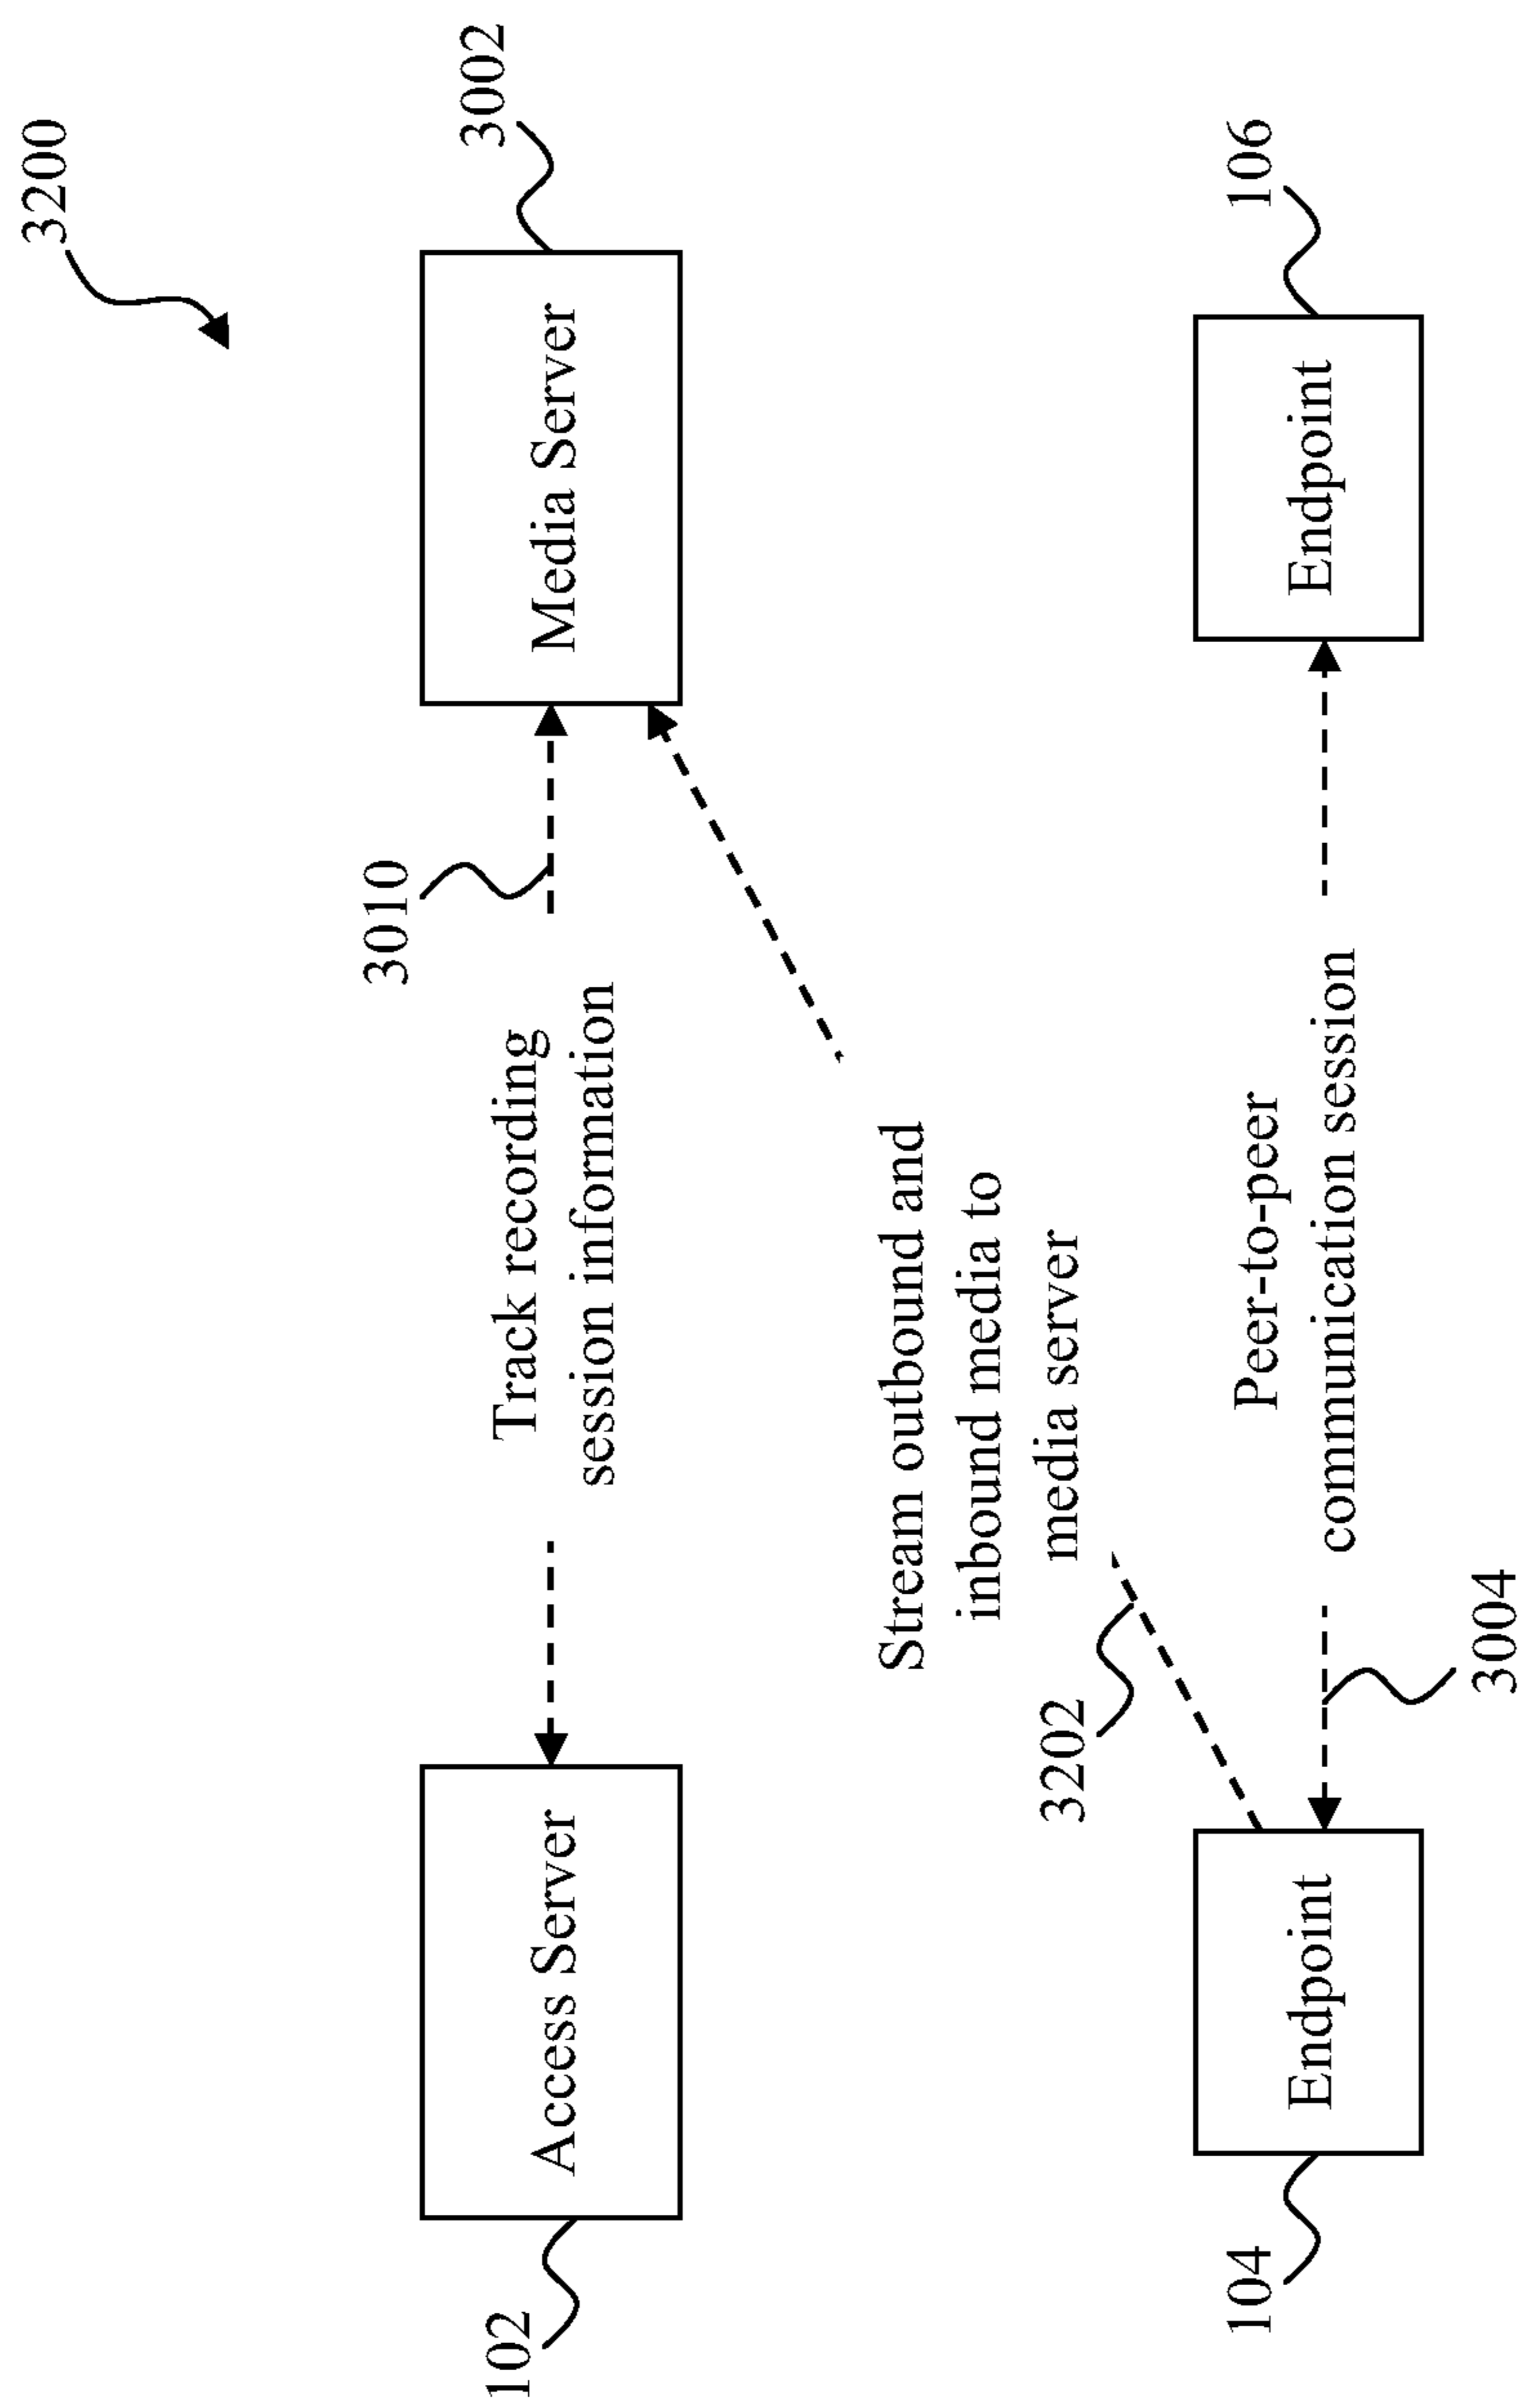 3200
102
Access Server
Track recording
session information
3010
Media Server
3002
Stream outbound and
inbound media to
media server
3202
104
Endpoint
Peer-to-peer
communication session
3004
Endpoint
106